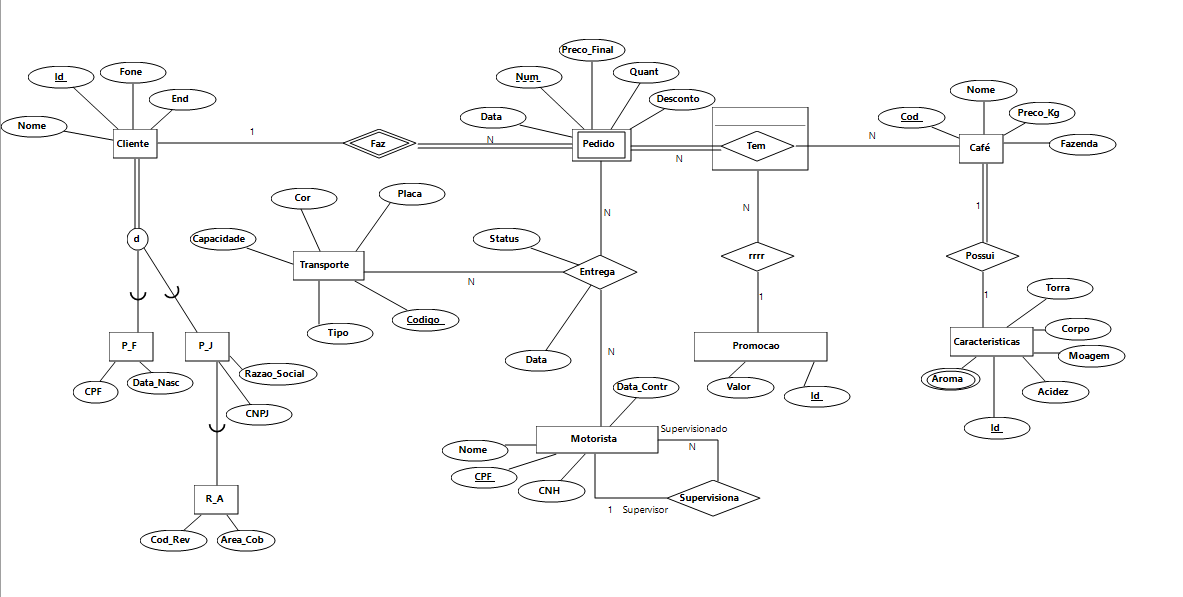 Preco_Final
Id
Fone
Num
Quant
Nome
End
Desconto
Preco_Kg
Data
Cod
Nome
1
N
Cliente
Faz
N
Pedido
Tem
Café
Fazenda
N
Cor
Placa
1
N
N
d
Capacidade
Status
Transporte
Entrega
rrrr
Possui
N
Torra
1
1
Codigo
Tipo
Corpo
P_F
P_J
Promocao
Caracteristicas
N
Data
Moagem
Razao_Social
Aroma
CPF
Data_Nasc
Data_Contr
Valor
Id
Acidez
CNPJ
Supervisionado
Id
Motorista
N
Nome
CPF
CNH
R_A
Supervisiona
1 Supervisor
Cod_Rev
Area_Cob